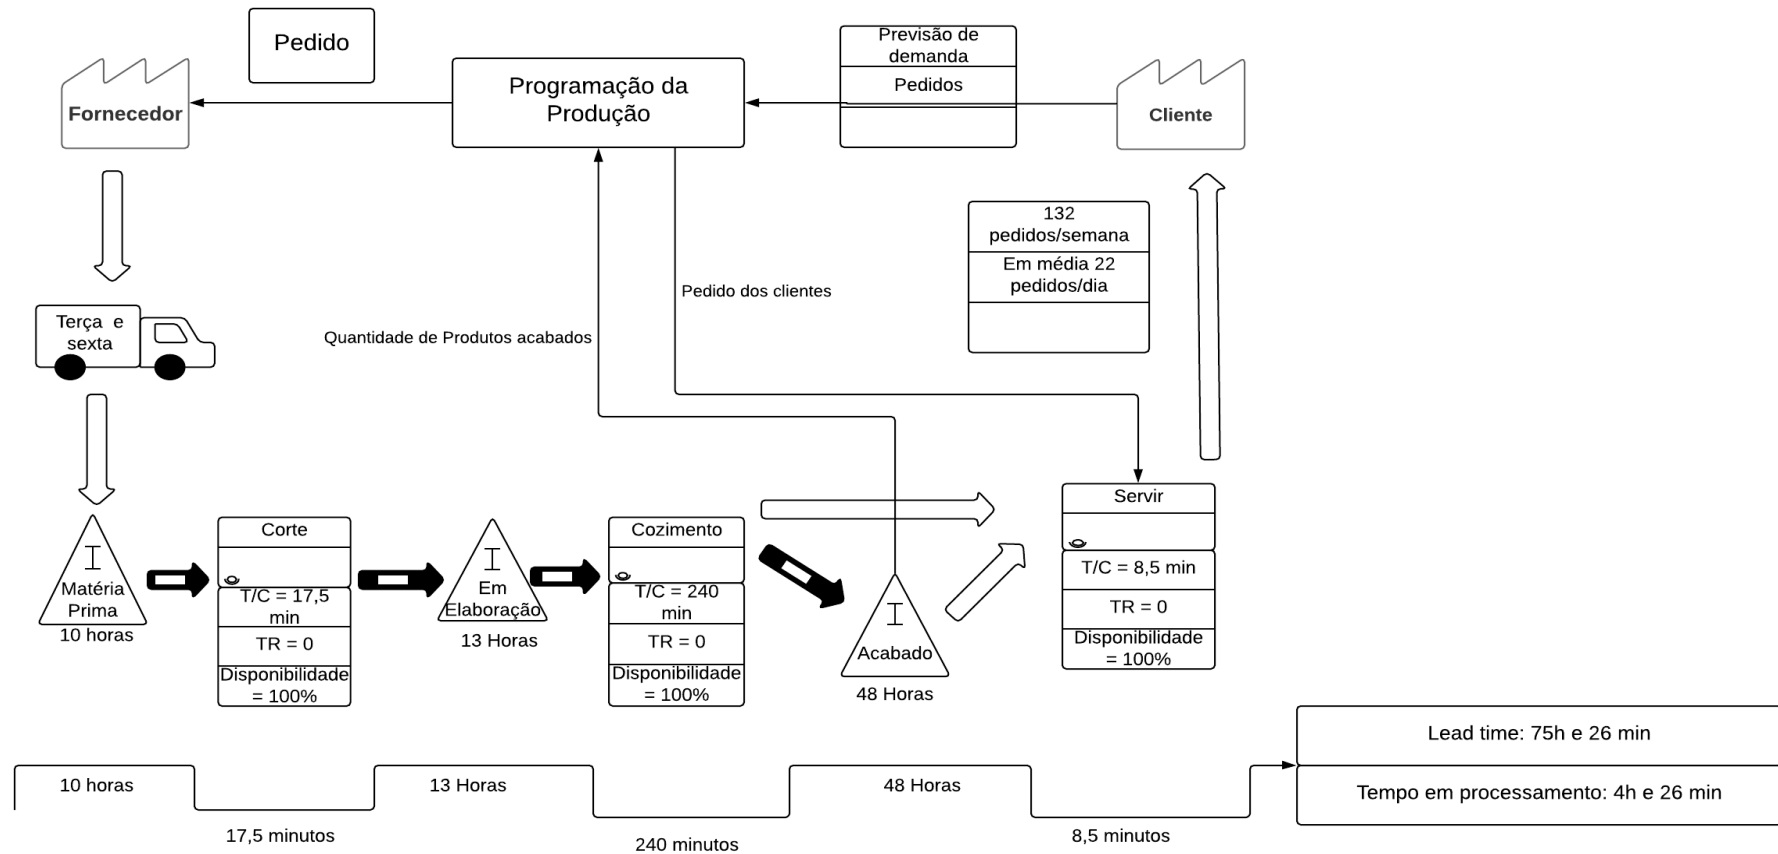 Pedido
Previsão de
demanda
Pedidos
Fornecedor
Programação da
Produção
Cliente
132
pedidos/semana
Em média 22
pedidos/dia
Pedido dos clientes
Quantidade de Produtos acabados
Terça e
sexta
I
Matéria
Prima
10 horas
Corte
T/C = 17,5
min
TR = 0
Disponibilidade
= 100%
I
Em
Elaboração
13 Horas
Cozimento
T/C = 240
min
TR = 0
Disponibilidade
= 100%
I
Acabado
48 Horas
Servir
T/C = 8,5 min
TR = 0
Disponibilidade
= 100%
10 horas
17,5 minutos
13 Horas
240 minutos
48 Horas
8,5 minutos
Lead time: 75h e 26 min
Tempo em processamento: 4h e 26 min